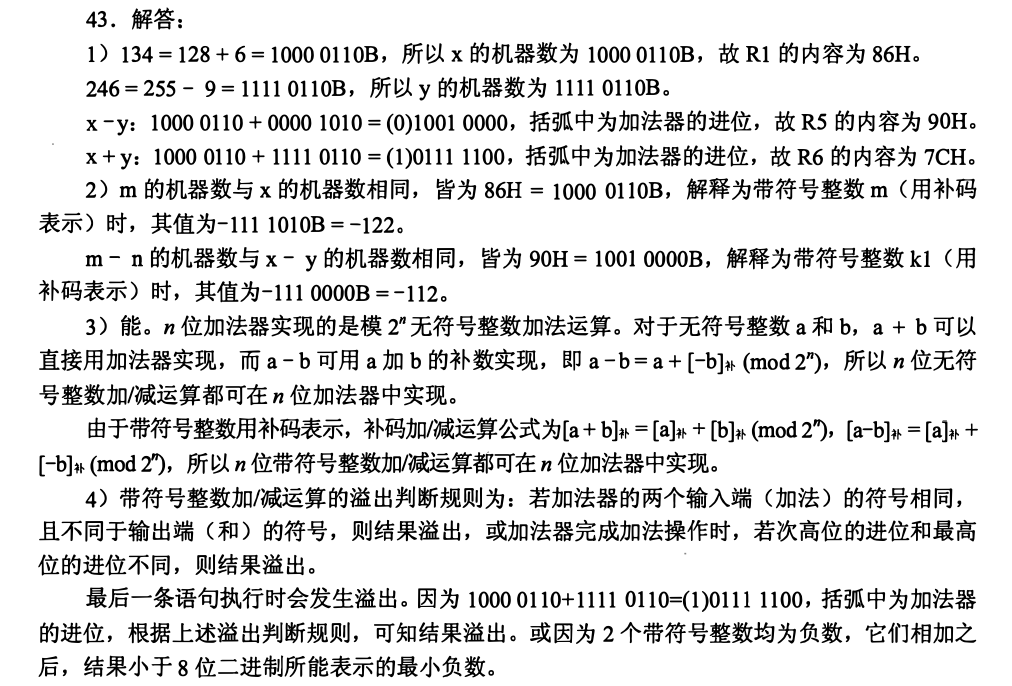 43．解答：
1）134 = 128 + 6 = 1000 0110B，所以 x 的机器数为 1000 0110B，故 R1 的内容为 86H。
246 = 255 − 9 = 1111 0110B，所以 y 的机器数为 1111 0110B。
x −y：1000 0110 + 0000 1010 = (0)1001 0000，括弧中为加法器的进位，故 R5 的内容为 90H。
x + y：1000 0110 + 1111 0110 = (1)0111 1100，括弧中为加法器的进位，故 R6 的内容为 7CH。
2）m 的机器数与 x 的机器数相同，皆为 86H = 1000 0110B，解释为带符号整数 m（用补码
表示）时，其值为−111 1010B = −122。
m − n 的机器数与 x − y 的机器数相同，皆为 90H = 1001 0000B，解释为带符号整数 k1（用
补码表示）时，其值为−111 0000B = −112。
3）能。n 位加法器实现的是模 2ⁿ 无符号整数加法运算。对于无符号整数 a 和 b，a + b 可以
直接用加法器实现，而 a − b 可用 a 加 b 的补数实现，即 a − b = a + [−b]补 (mod 2ⁿ)，所以 n 位无符
号整数加/减运算都可在 n 位加法器中实现。
由于带符号整数用补码表示，补码加/减运算公式为[a + b]补 = [a]补 + [b]补 (mod 2ⁿ)，[a−b]补 = [a]补 +
[−b]补 (mod 2ⁿ)，所以 n 位带符号整数加/减运算都可在 n 位加法器中实现。
4）带符号整数加/减运算的溢出判断规则为：若加法器的两个输入端（加法）的符号相同，
且不同于输出端（和）的符号，则结果溢出，或加法器完成加法操作时，若次高位的进位和最高
位的进位不同，则结果溢出。
最后一条语句执行时会发生溢出。因为 1000 0110+1111 0110=(1)0111 1100，括弧中为加法器
的进位，根据上述溢出判断规则，可知结果溢出。或因为 2 个带符号整数均为负数，它们相加之
后，结果小于 8 位二进制所能表示的最小负数。